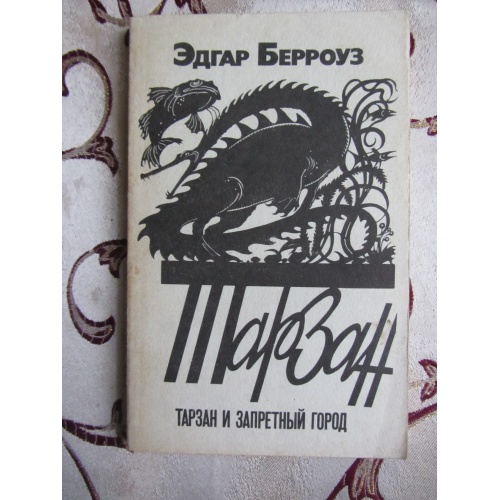 ЭДГАР БЕРРОУЗ
ТАРЗАН
ТАРЗАН И ЗАПРЕТНЫЙ ГОРОД